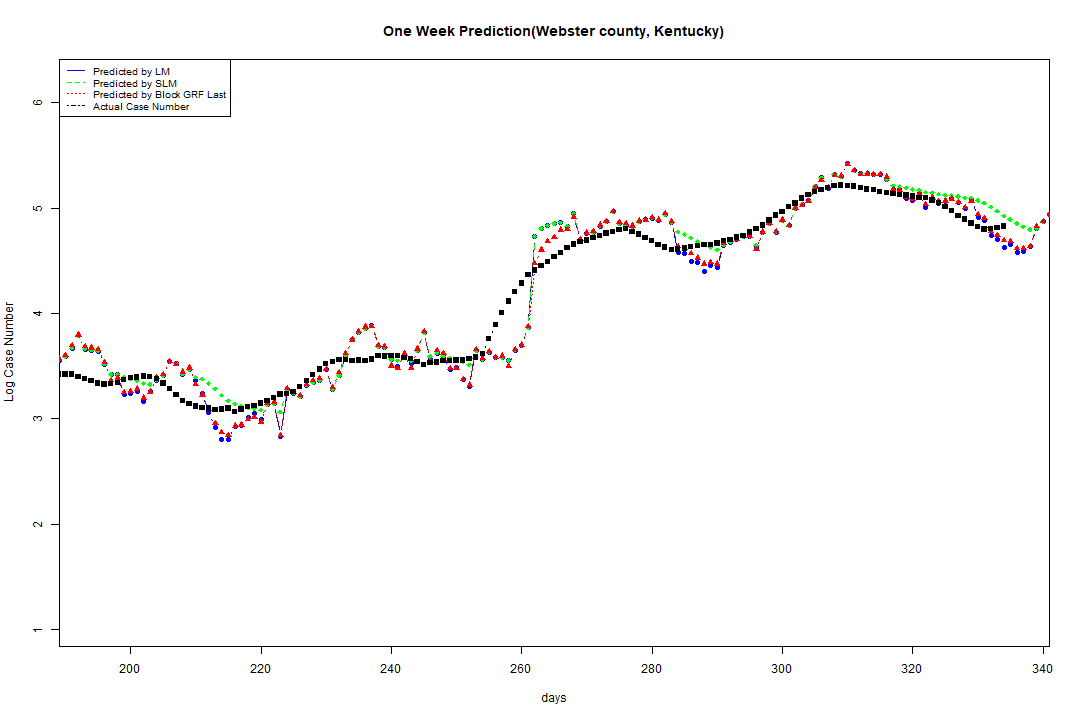 One Week Prediction(Webster county, Kentucky)
Predicted by LM
Predicted by SLM
Predicted by Block GRF Last
Actual Case Number
6
5
4
3
2
1
Log Case Number
200 220 240 260 280 300 320 340
days